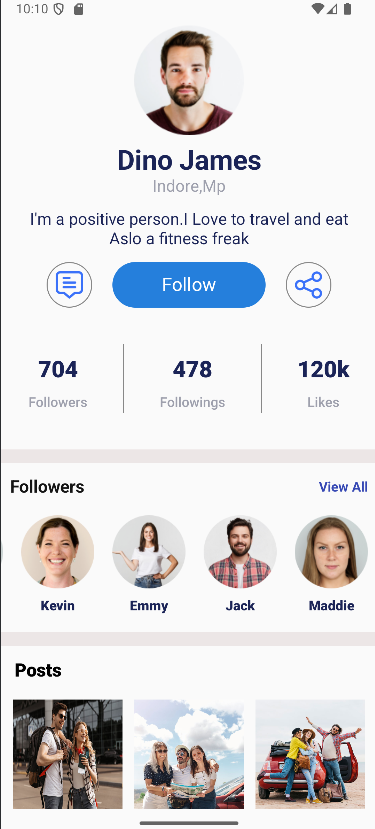 10:10
Dino James
Indore,Mp
I'm a positive person.I Love to travel and eat
Aslo a fitness freak
Follow
704 478 120k
Followers Followings Likes
Followers View All
Kevin Emmy Jack Maddie
Posts